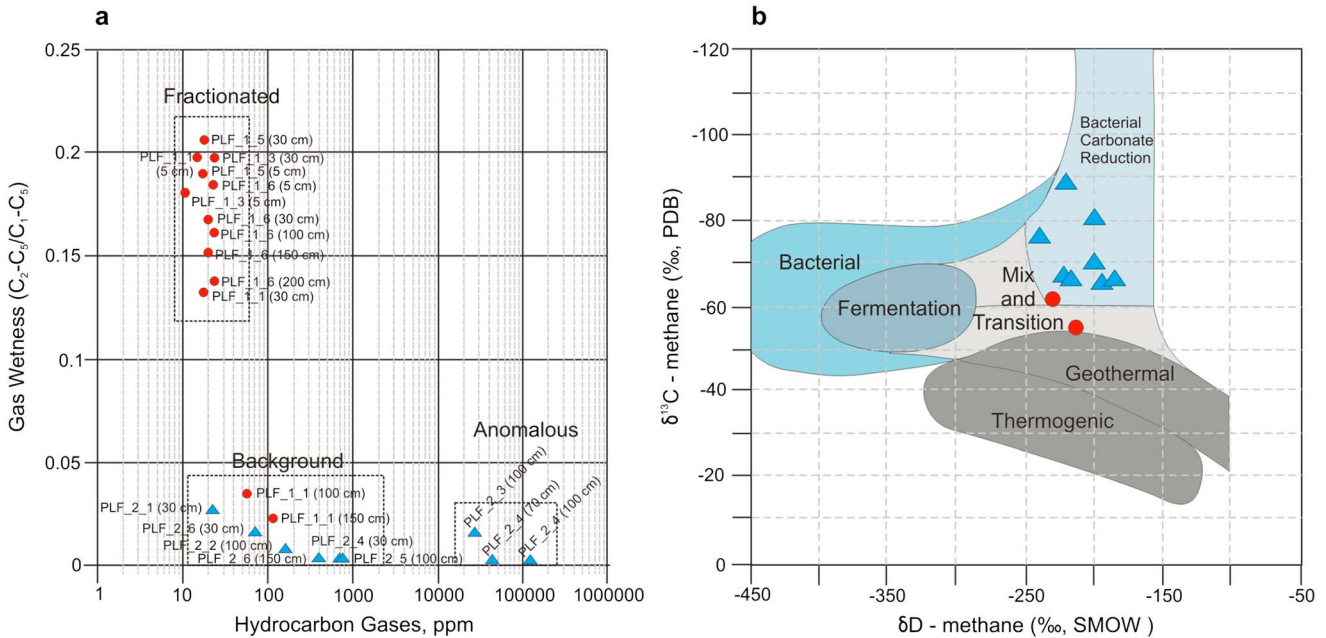 a
Gas Wetness (C₂-C₅/C₁-C₅)
0.25
0.2
0.15
0.1
0.05
0
Fractionated
PLF_1_5 (30 cm)
PLF_1_1
(5 cm)
PLF_1_3 (30 cm)
PLF_1_5 (5 cm)
PLF_1_6 (5 cm)
PLF_1_3 (5 cm)
PLF_1_6 (30 cm)
PLF_1_6 (100 cm)
PLF_1_6 (150 cm)
PLF_1_6 (200 cm)
PLF_1_1 (30 cm)
Background
PLF_1_1 (100 cm)
PLF_2_1 (30 cm)
PLF_1_1 (150 cm)
PLF_2_6 (30 cm)
PLF_2_2 (100 cm)
PLF_2_4 (30 cm)
PLF_2_6 (150 cm)
PLF_2_5 (100 cm)
Anomalous
PLF_2_3 (100 cm)
PLF_2_4 (70 cm)
PLF_2_4 (100 cm)
1 10 100 1000 10000 100000 1000000
Hydrocarbon Gases, ppm
b
δ¹³C - methane (‰, PDB)
-120
-100
-80
-60
-40
-20
0
Bacterial
Carbonate
Reduction
Bacterial
Fermentation
Mix
and
Transition
Geothermal
Thermogenic
-450 -350 -250 -150 -50
δD - methane (‰, SMOW )